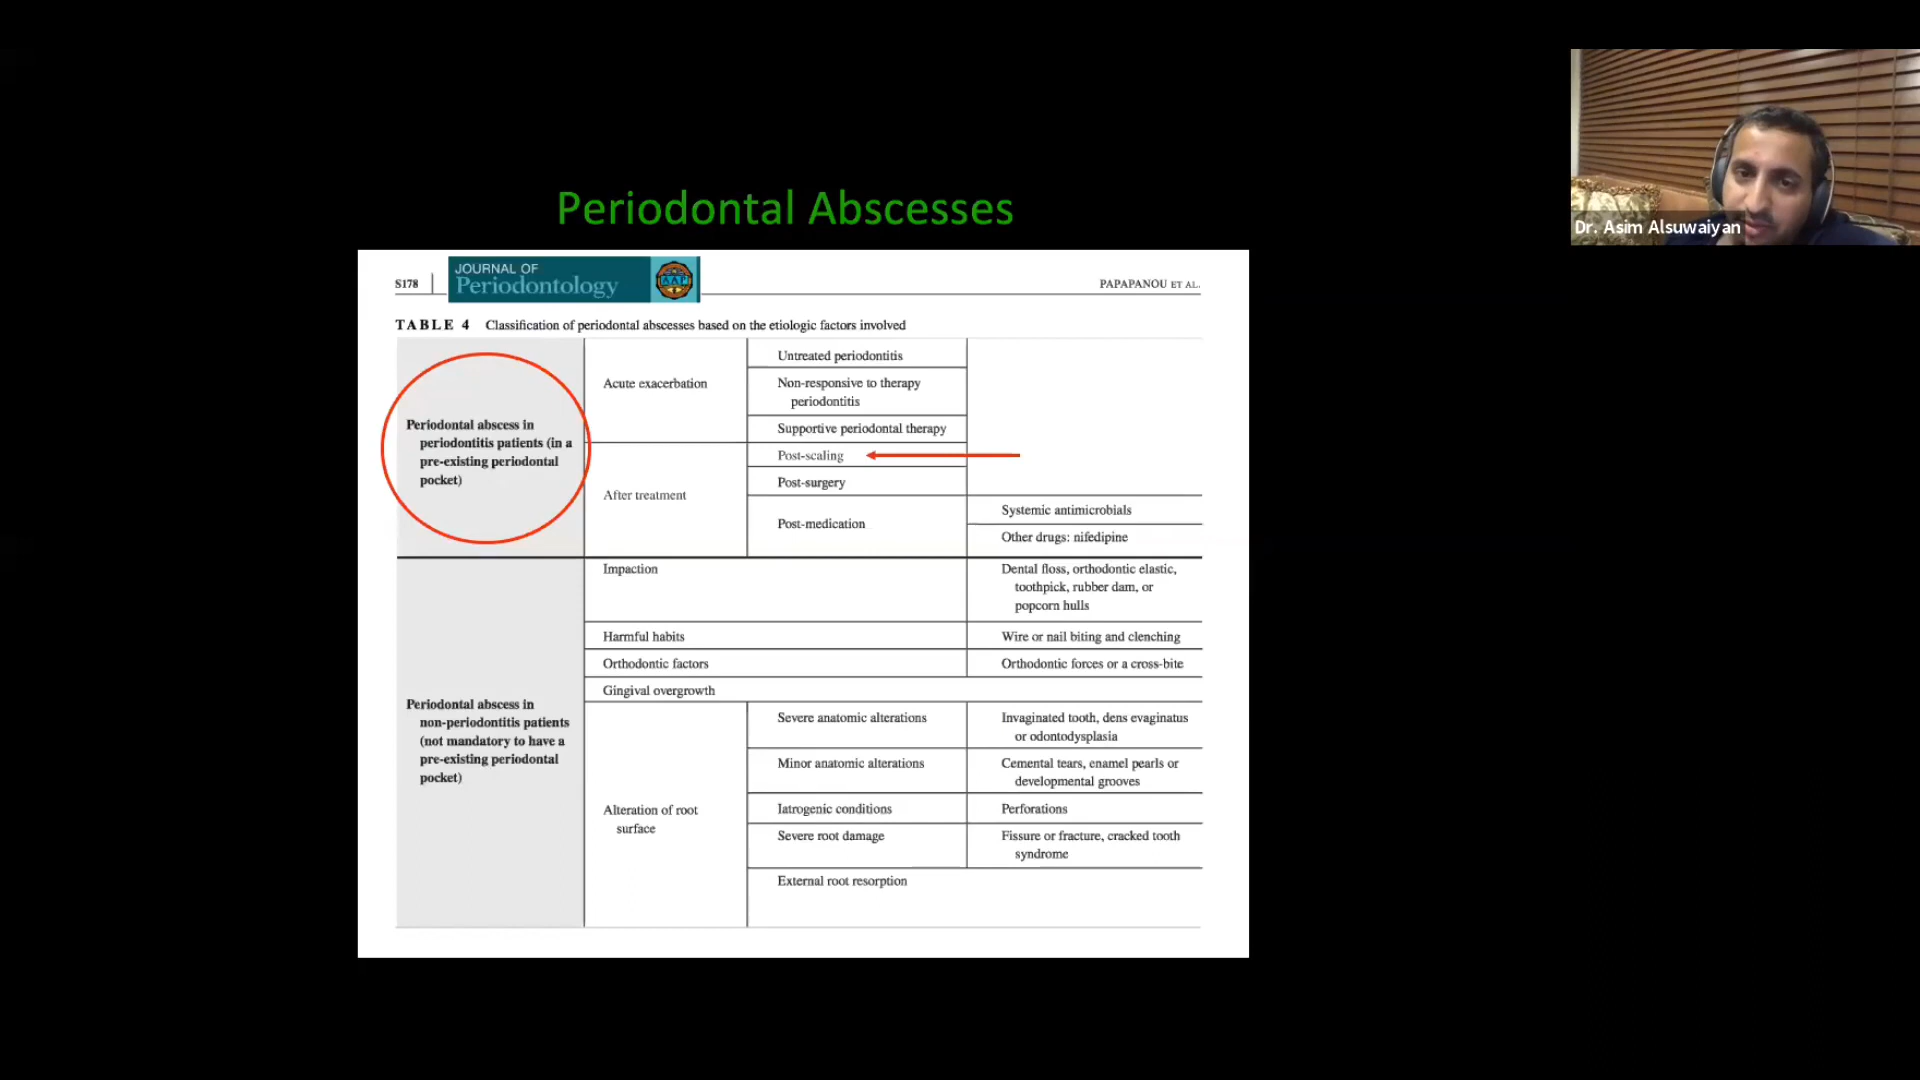 Periodontal Abscesses
Dr. Asim Alsuwaiyan
S178
JOURNAL OF
Periodontology
PAPAPANOU ET AL.
TABLE 4 Classification of periodontal abscesses based on the etiologic factors involved
Periodontal abscess in
periodontitis patients (in a
pre-existing periodontal
pocket)
Acute exacerbation
Untreated periodontitis
Non-responsive to therapy
periodontitis
Supportive periodontal therapy
After treatment
Post-scaling
Post-surgery
Post-medication
Systemic antimicrobials
Other drugs: nifedipine
Periodontal abscess in
non-periodontitis patients
(not mandatory to have a
pre-existing periodontal
pocket)
Impaction
Dental floss, orthodontic elastic,
toothpick, rubber dam, or
popcorn hulls
Harmful habits
Wire or nail biting and clenching
Orthodontic factors
Orthodontic forces or a cross-bite
Gingival overgrowth
Alteration of root
surface
Severe anatomic alterations
Invaginated tooth, dens evaginatus
or odontodysplasia
Minor anatomic alterations
Cemental tears, enamel pearls or
developmental grooves
Iatrogenic conditions
Perforations
Severe root damage
Fissure or fracture, cracked tooth
syndrome
External root resorption